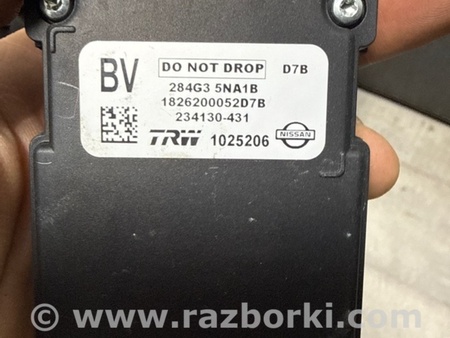 BV DO NOT DROP D7B
284G3 5NA1B
1826200052D7B
234130-431
TRW 1025206 NISSAN
© www.razborki.com